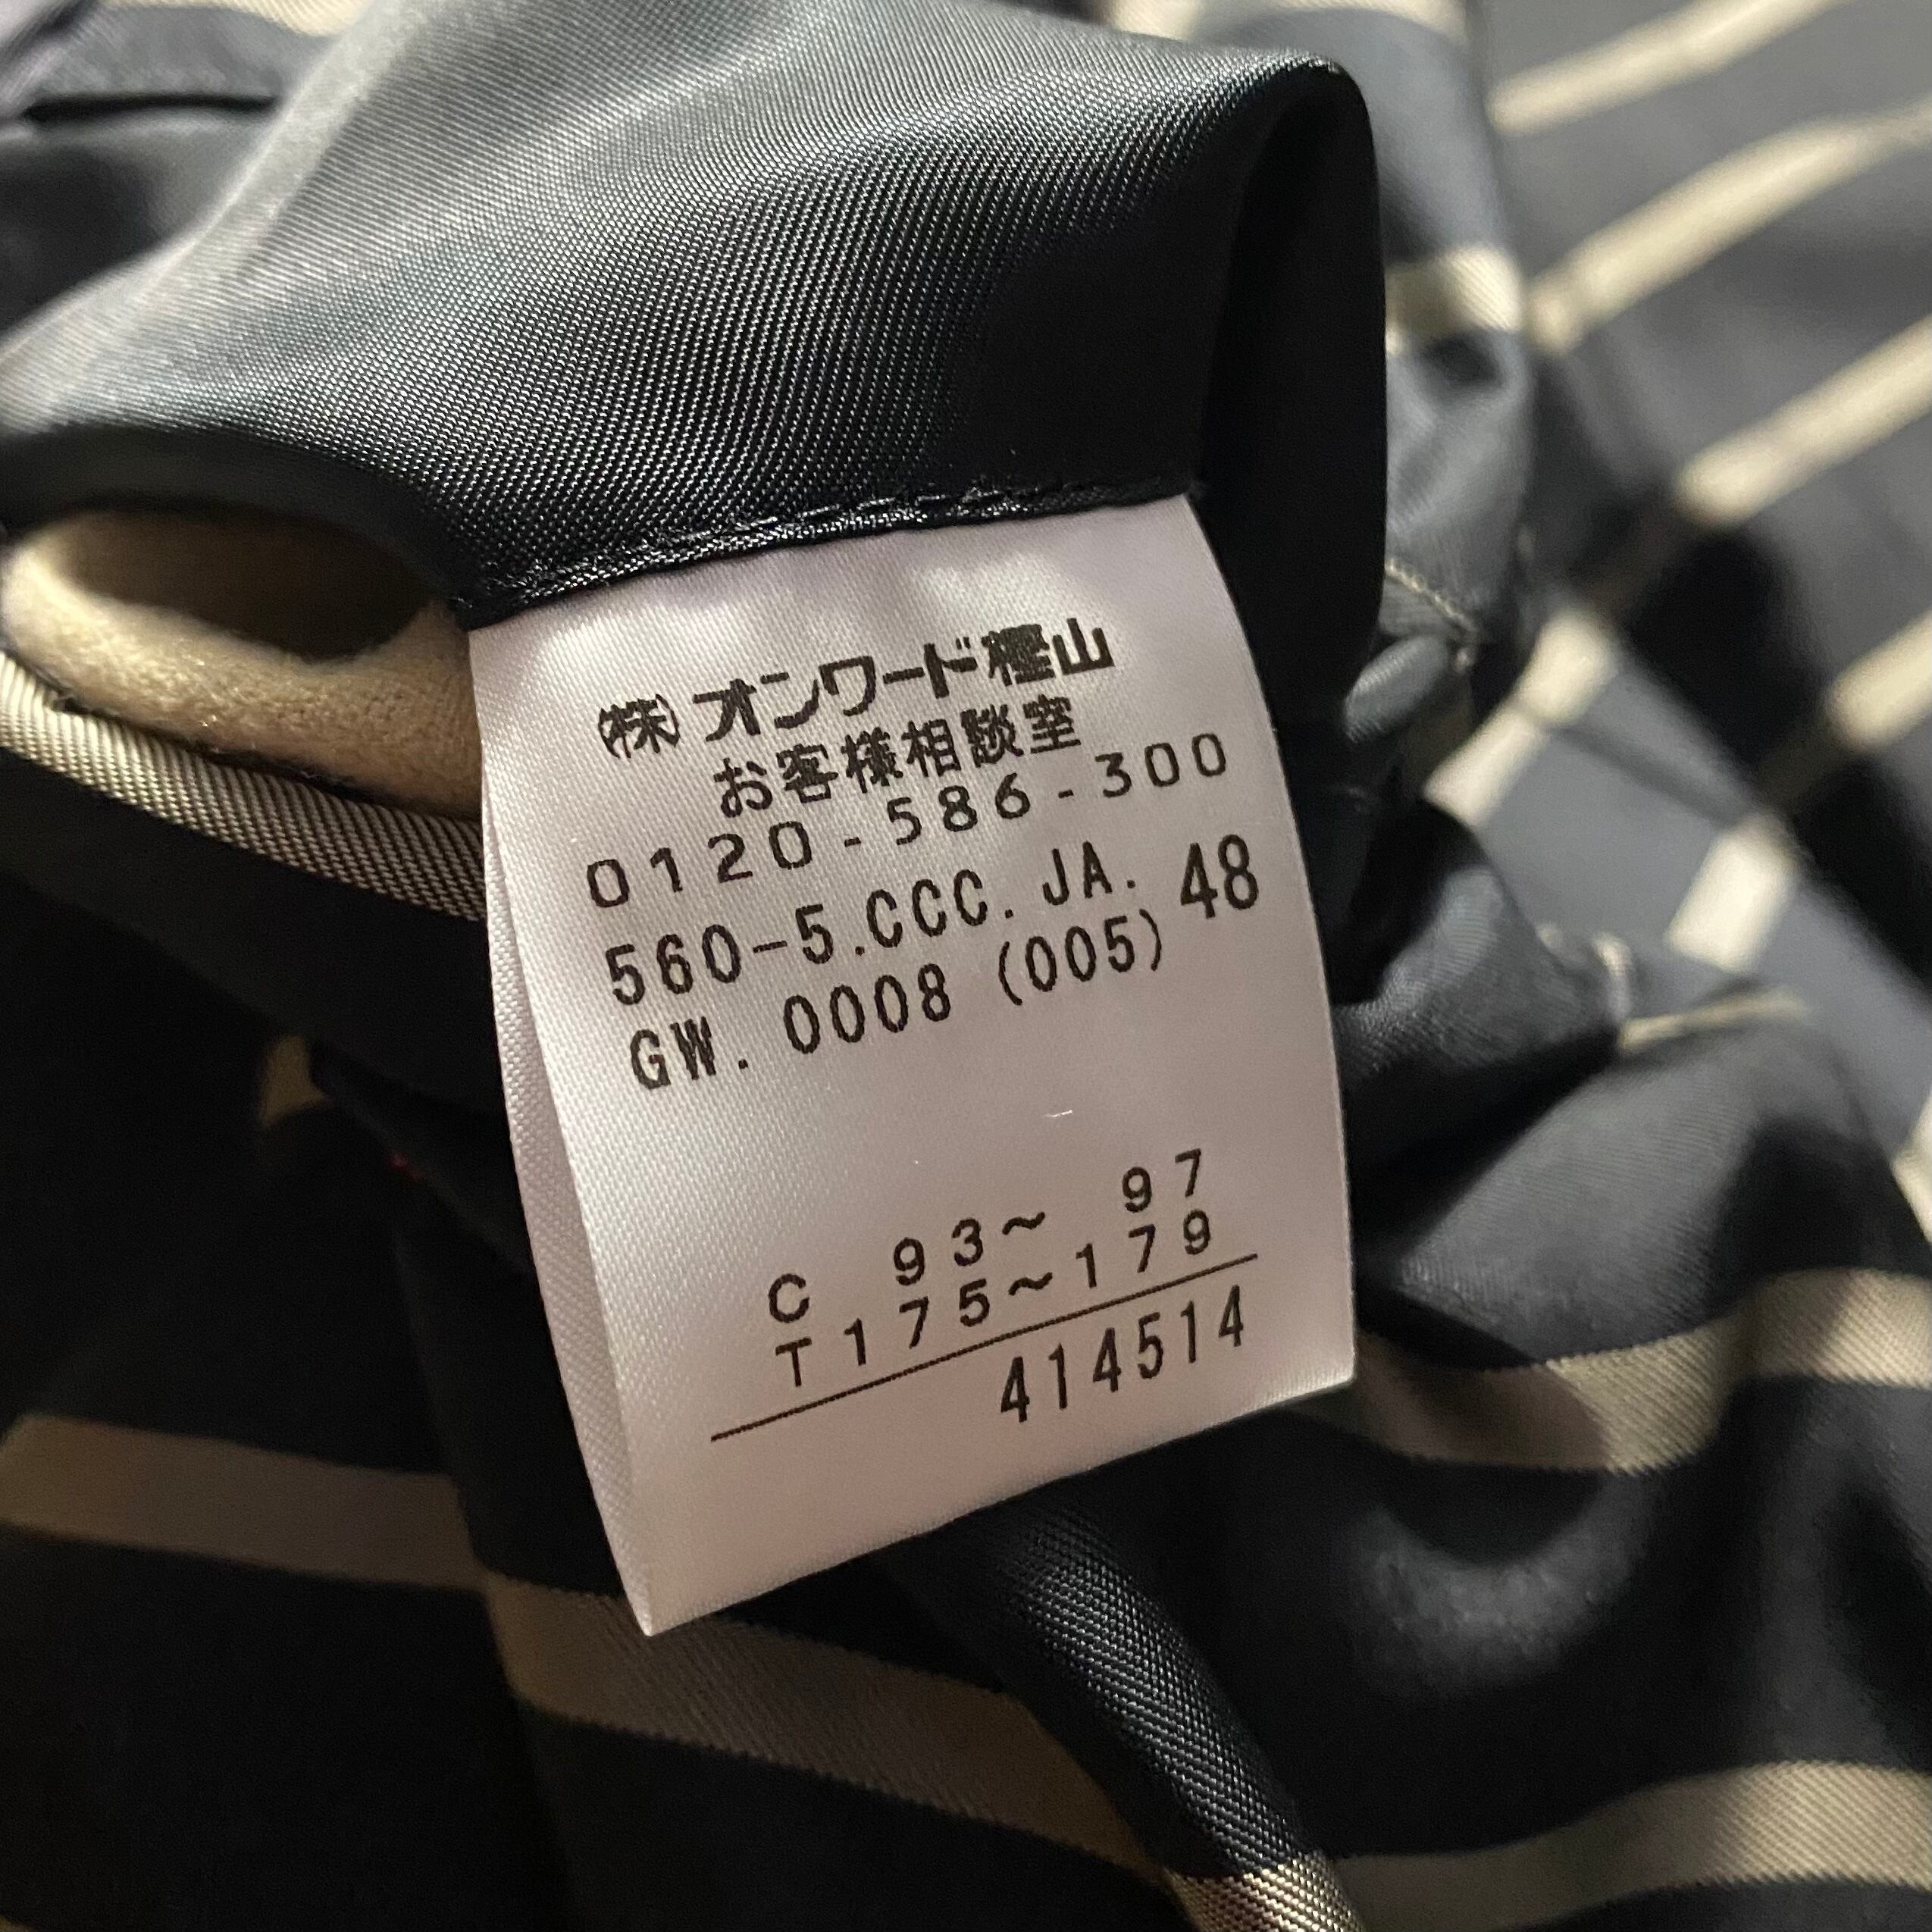 (株)オンワード樫山
お客様相談室
0120-586-300
560-5.CCC. JA. 48
GW. 0008 (005)
C 93~ 97
T175~179
414514